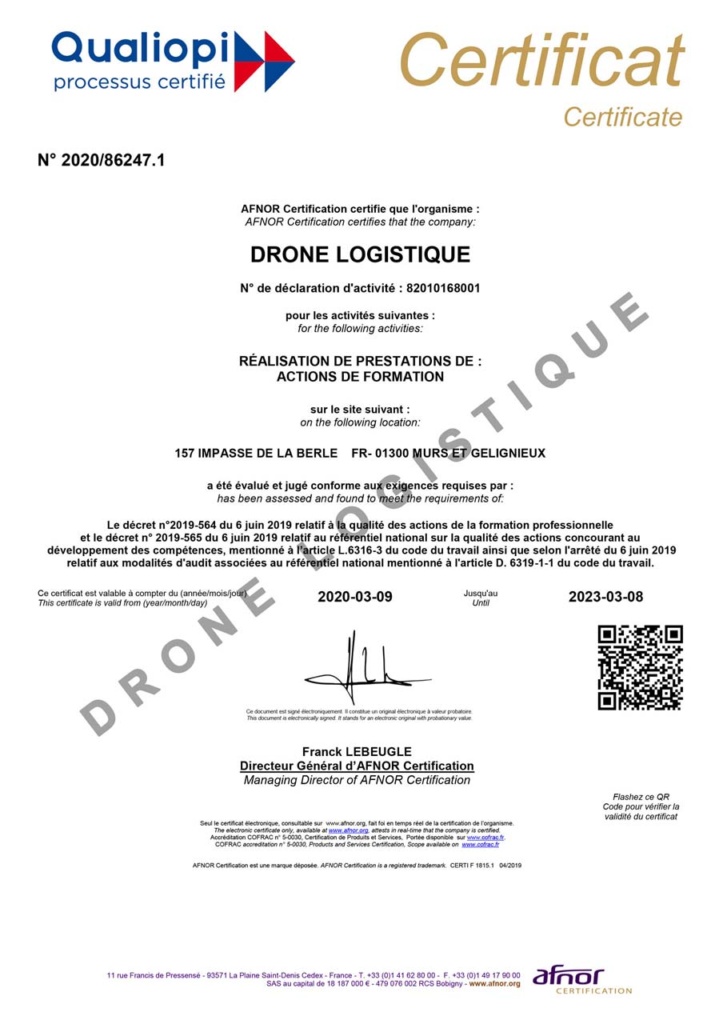 Qualiopi
processus certifié
Certificat
Certificate
N° 2020/86247.1
AFNOR Certification certifie que l'organisme :
AFNOR Certification certifies that the company:
DRONE LOGISTIQUE
N° de déclaration d'activité : 82010168001
pour les activités suivantes :
for the following activities:
RÉALISATION DE PRESTATIONS DE :
ACTIONS DE FORMATION
sur le site suivant :
on the following location:
157 IMPASSE DE LA BERLE FR- 01300 MURS ET GELIGNIEUX
a été évalué et jugé conforme aux exigences requises par :
has been assessed and found to meet the requirements of:
Le décret n°2019-564 du 6 juin 2019 relatif à la qualité des actions de la formation professionnelle
et le décret n° 2019-565 du 6 juin 2019 relatif au référentiel national sur la qualité des actions concourant au
développement des compétences, mentionné à l'article L.6316-3 du code du travail ainsi que selon l'arrêté du 6 juin 2019
relatif aux modalités d'audit associées au référentiel national mentionné à l'article D. 6319-1-1 du code du travail.
Ce certificat est valable à compter du (année/mois/jour)
This certificate is valid from (year/month/day)
2020-03-09
Jusqu'au
Until
2023-03-08
DRONE LOGISTIQUE
Ce document est signé électroniquement. Il constitue un original électronique à valeur probatoire.
This document is electronically signed. It stands for an electronic original with probationary value.
Franck LEBEUGLE
Directeur Général d'AFNOR Certification
Managing Director of AFNOR Certification
Flashez ce QR
Code pour vérifier la
validité du certificat
Seul le certificat électronique, consultable sur www.afnor.org, fait foi en temps réel de la certification de l'organisme.
The electronic certificate only, available at www.afnor.org, attests in real-time that the company is certified.
Accréditation COFRAC n° 5-0030, Certification de Produits et Services, Portée disponible sur www.cofrac.fr.
COFRAC accreditation n° 5-0030, Products and Services Certification, Scope available on www.cofrac.fr
AFNOR Certification est une marque déposée. AFNOR Certification is a registered trademark. CERTI F 1815.1 04/2019
11 rue Francis de Pressensé - 93571 La Plaine Saint-Denis Cedex - France - T. +33 (0)1 41 62 80 00 - F. +33 (0)1 49 17 90 00
SAS au capital de 18 187 000 € - 479 076 002 RCS Bobigny - www.afnor.org
afnor
CERTIFICATION